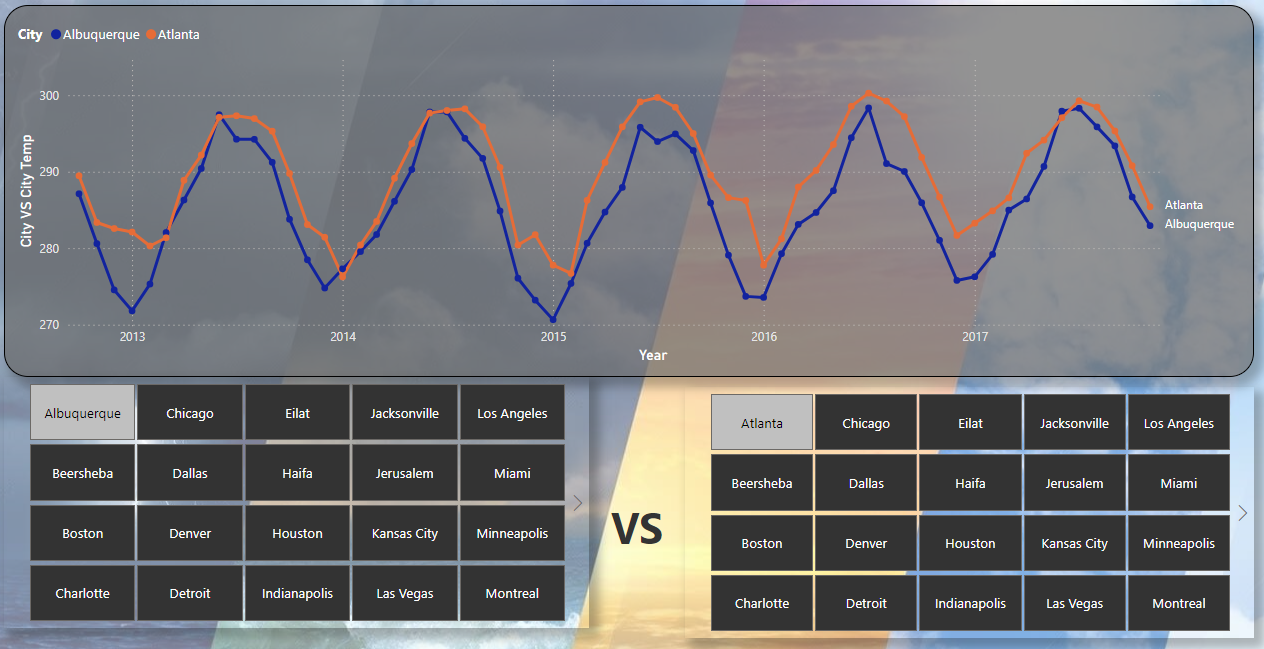 City Albuquerque Atlanta
City VS City Temp
300
290
280
270
Atlanta
Albuquerque
2013 2014 2015 2016 2017
Year
Albuquerque Chicago Eilat Jacksonville Los Angeles
Beersheba Dallas Haifa Jerusalem Miami
Boston Denver Houston Kansas City Minneapolis
Charlotte Detroit Indianapolis Las Vegas Montreal
VS
Atlanta Chicago Eilat Jacksonville Los Angeles
Beersheba Dallas Haifa Jerusalem Miami
Boston Denver Houston Kansas City Minneapolis
Charlotte Detroit Indianapolis Las Vegas Montreal